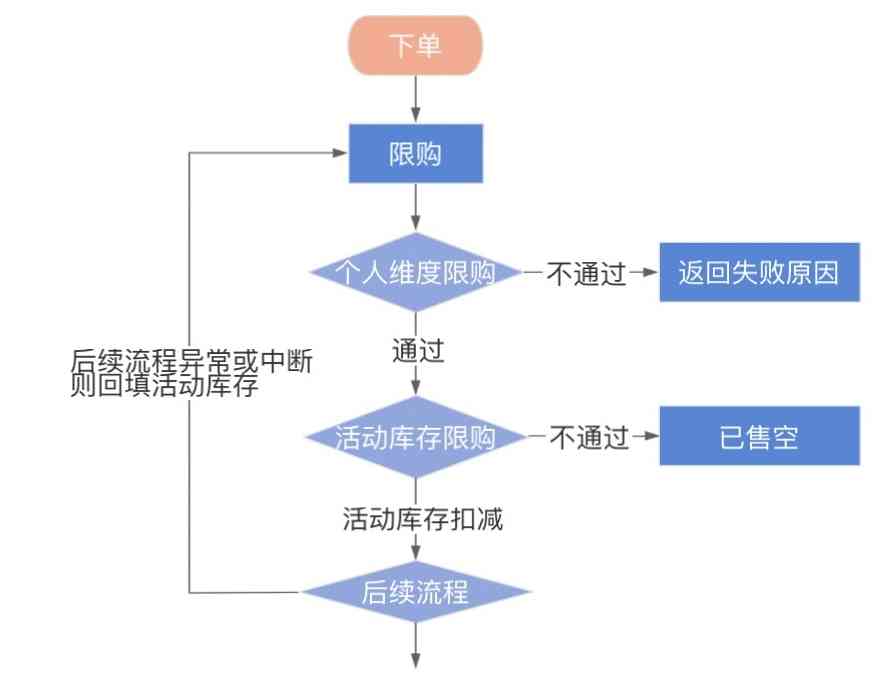 下单
限购
个人维度限购
不通过
返回失败原因
通过
后续流程异常或中断
则回填活动库存
活动库存限购
不通过
已售空
活动库存扣减
后续流程